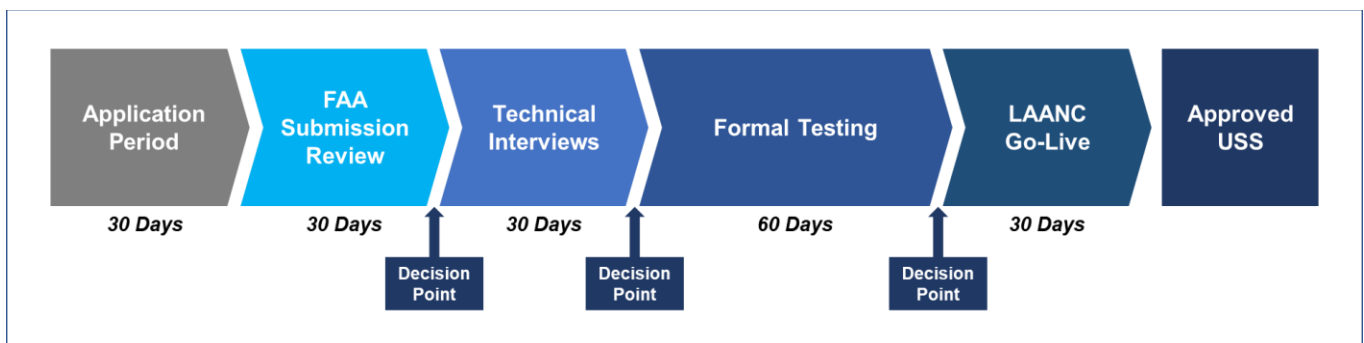 Application
Period
FAA
Submission
Review
Technical
Interviews
Formal Testing
LAANC
Go-Live
Approved
USS
30 Days
30 Days
30 Days
60 Days
30 Days
Decision
Point
Decision
Point
Decision
Point